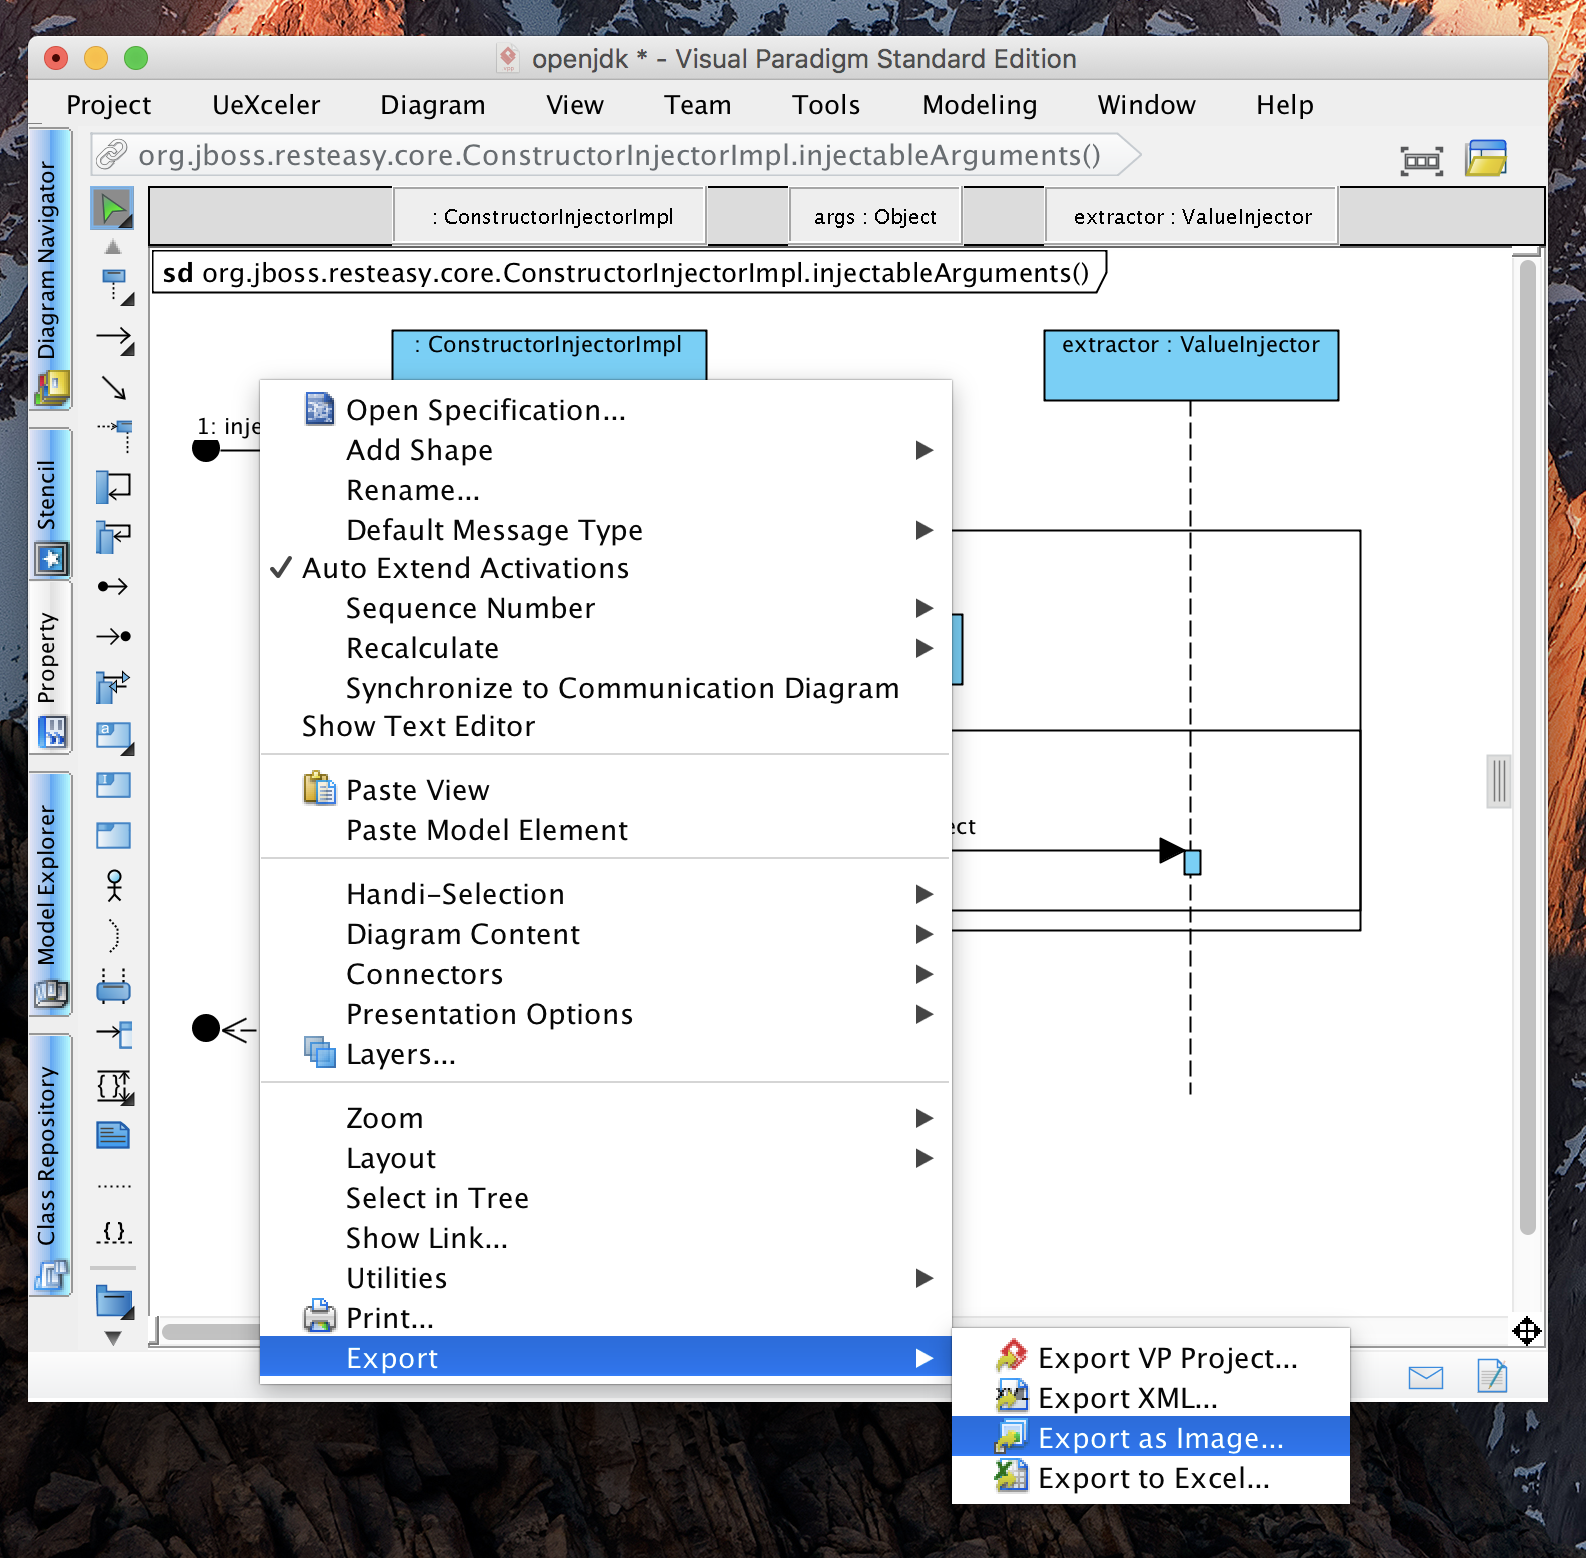 openjdk * - Visual Paradigm Standard Edition
Project UeXceler Diagram View Team Tools Modeling Window Help
org.jboss.resteasy.core.ConstructorInjectorImpl.injectableArguments()
: ConstructorInjectorImpl args : Object extractor : ValueInjector
sd org.jboss.resteasy.core.ConstructorInjectorImpl.injectableArguments()
: ConstructorInjectorImpl extractor : ValueInjector
1: inje
Diagram Navigator
Stencil
Property
Model Explorer
Class Repository
Open Specification...
Add Shape
Rename...
Default Message Type
Auto Extend Activations
Sequence Number
Recalculate
Synchronize to Communication Diagram
Show Text Editor
Paste View
Paste Model Element
ect
Handi-Selection
Diagram Content
Connectors
Presentation Options
Layers...
Zoom
Layout
Select in Tree
Show Link...
Utilities
Print...
Export
Export VP Project...
Export XML...
Export as Image...
Export to Excel...